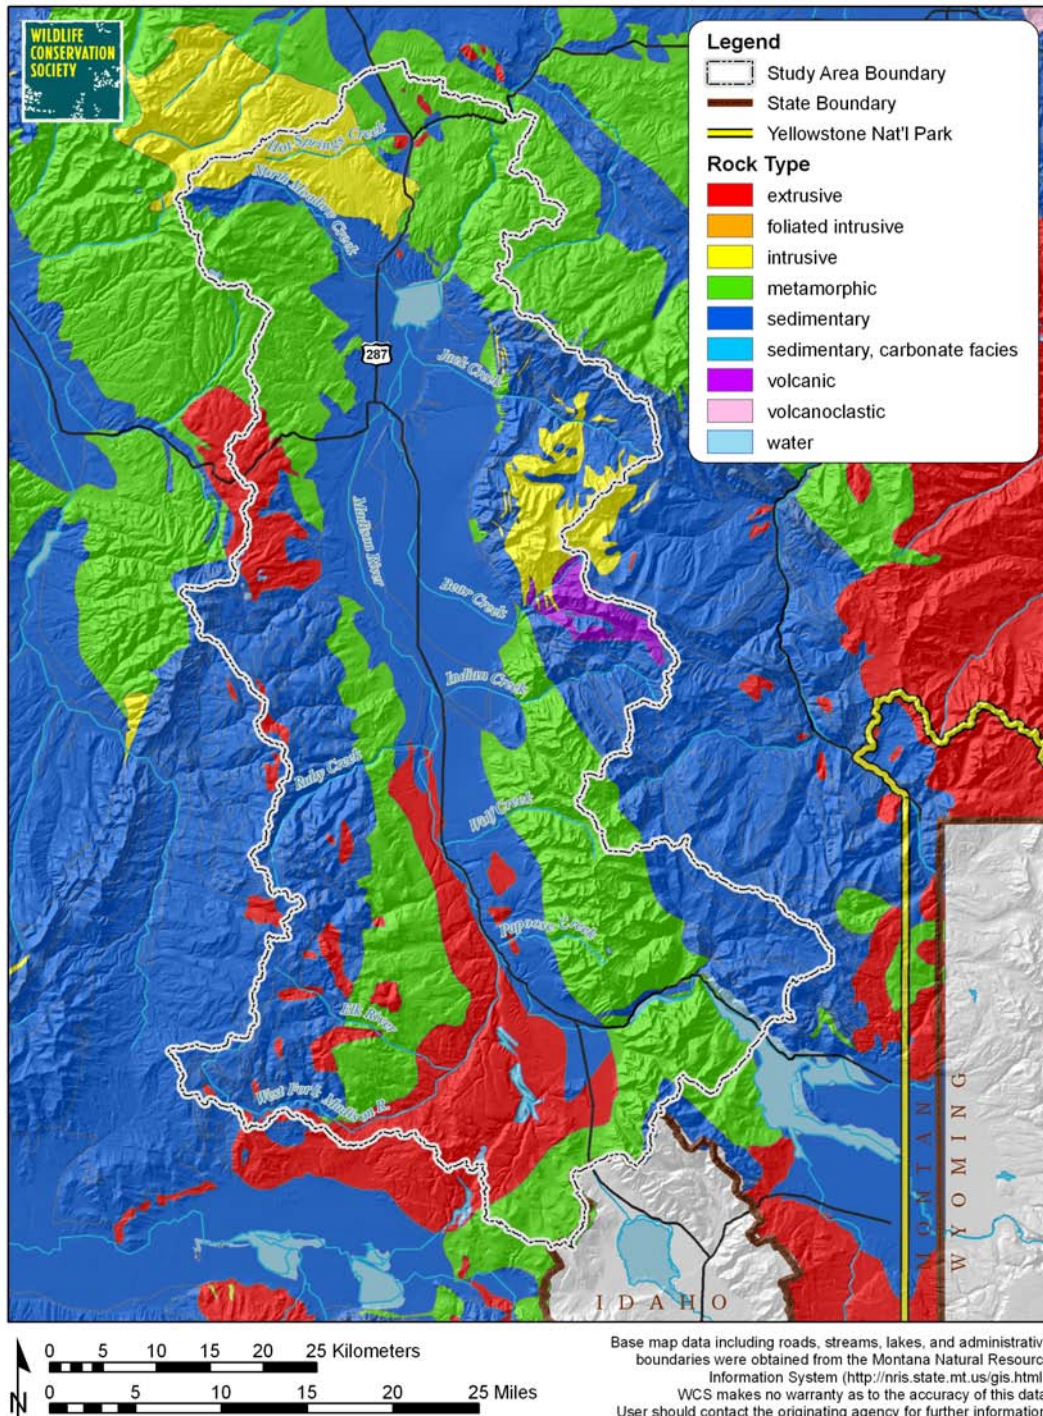 WILDLIFE
CONSERVATION
SOCIETY
Legend
Study Area Boundary
State Boundary
Yellowstone Nat'l Park
Rock Type
extrusive
foliated intrusive
intrusive
metamorphic
sedimentary
sedimentary, carbonate facies
volcanic
volcanoclastic
water
Hot Springs Creek
North Meadow Creek
287
Jack Creek
Madison River
Bear Creek
Indian Creek
Ruby Creek
Wolf Creek
Papoose Creek
Elk River
West Fork Madison R.
MONTAN
WYOMING
IDAHO
0 5 10 15 20 25 Kilometers
0 5 10 15 20 25 Miles
N
Base map data including roads, streams, lakes, and administrativ
boundaries were obtained from the Montana Natural Resourc
Information System (http://nris.state.mt.us/gis.html
WCS makes no warranty as to the accuracy of this data
User should contact the originating agency for further information